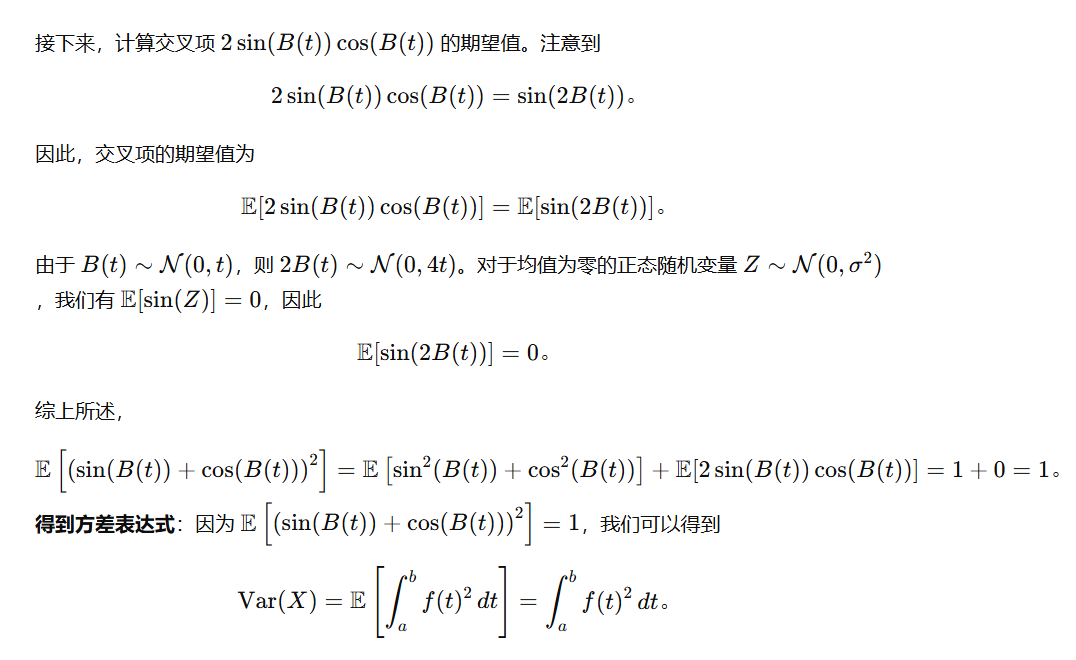 接下来，计算交叉项 2 sin(B(t)) cos(B(t)) 的期望值。注意到
2 sin(B(t)) cos(B(t)) = sin(2B(t))。
因此，交叉项的期望值为
𝔼[2 sin(B(t)) cos(B(t))] = 𝔼[sin(2B(t))]。
由于 B(t) ∼ 𝒩(0, t)，则 2B(t) ∼ 𝒩(0, 4t)。对于均值为零的正态随机变量 Z ∼ 𝒩(0, σ²)
，我们有 𝔼[sin(Z)] = 0，因此
𝔼[sin(2B(t))] = 0。
综上所述，
𝔼[(sin(B(t)) + cos(B(t)))²] = 𝔼[sin²(B(t)) + cos²(B(t))] + 𝔼[2 sin(B(t)) cos(B(t))] = 1 + 0 = 1。
得到方差表达式：因为 𝔼[(sin(B(t)) + cos(B(t)))²] = 1，我们可以得到
Var(X) = 𝔼[∫ₐᵇ f(t)² dt] = ∫ₐᵇ f(t)² dt。